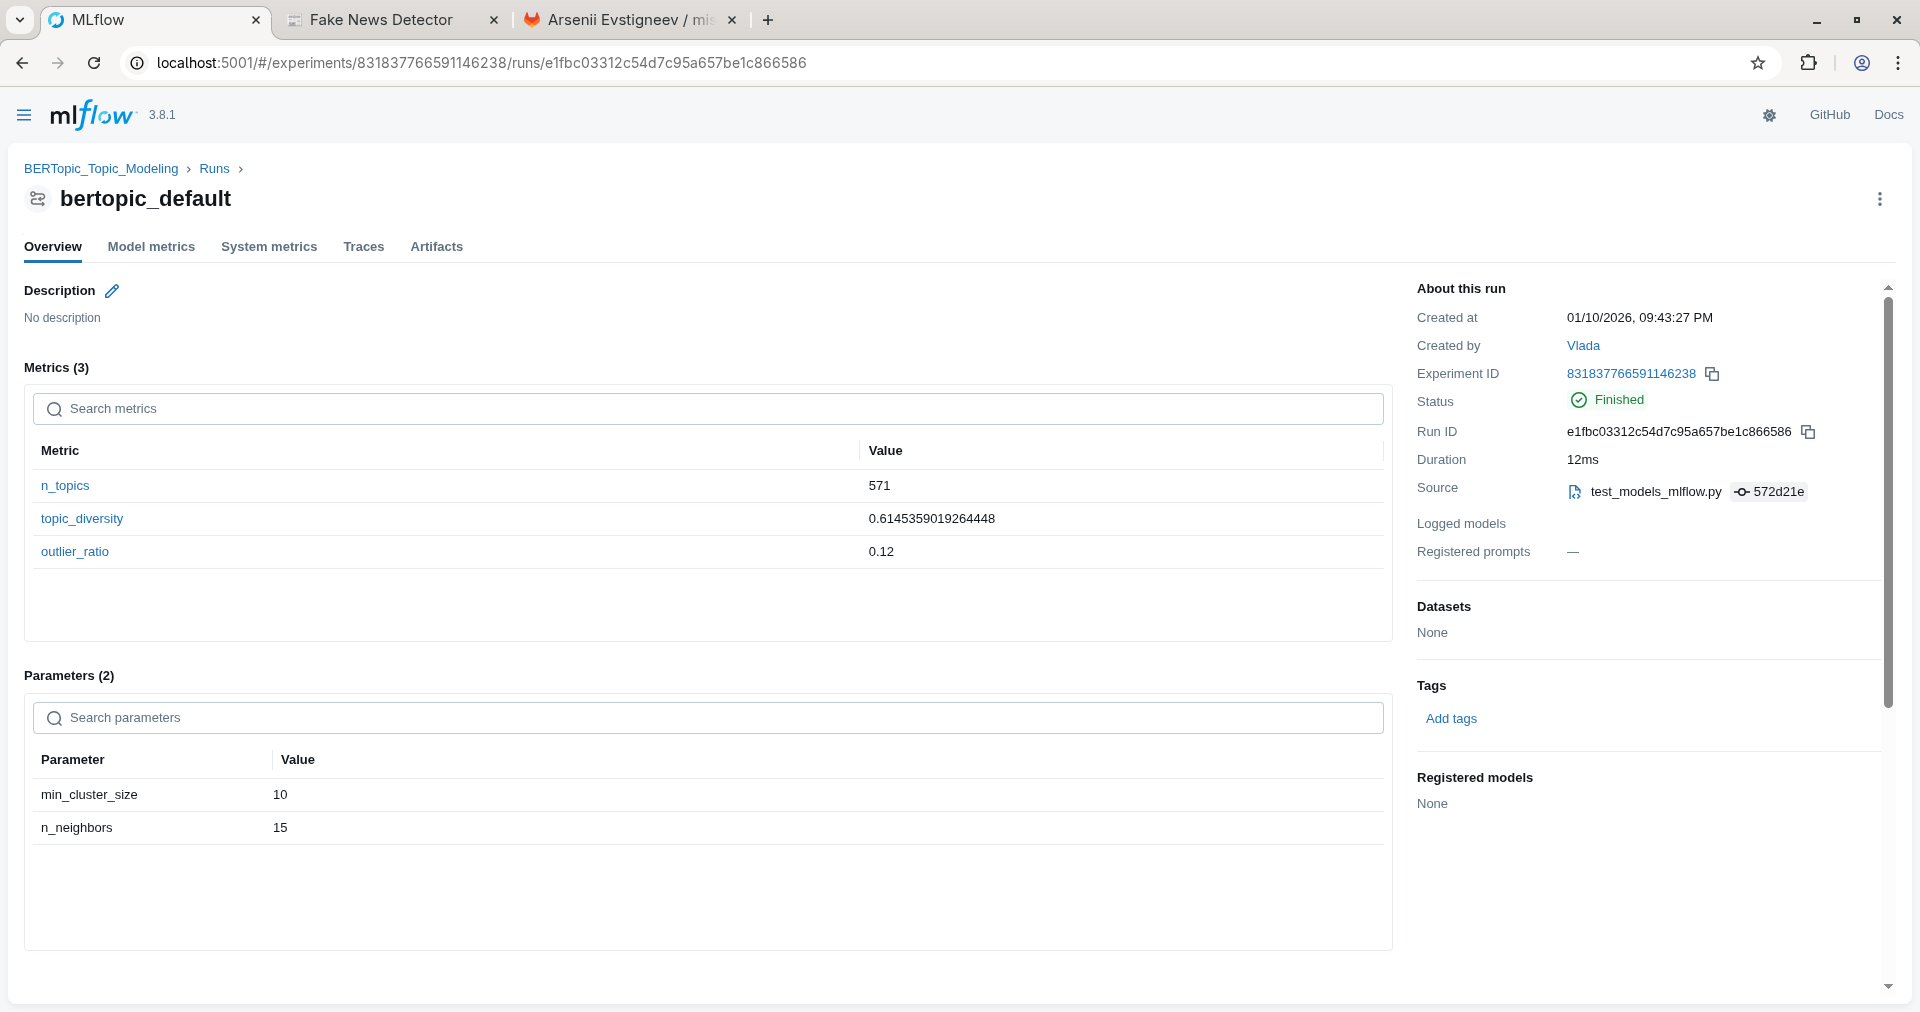 MLflow
Fake News Detector
Arsenii Evstigneev / mis
localhost:5001/#/experiments/831837766591146238/runs/e1fbc03312c54d7c95a657be1c866586
mlflow 3.8.1
GitHub
Docs
BERTopic_Topic_Modeling › Runs ›
bertopic_default
Overview
Model metrics
System metrics
Traces
Artifacts
Description
No description
Metrics (3)
Search metrics
Metric Value
n_topics 571
topic_diversity 0.6145359019264448
outlier_ratio 0.12
Parameters (2)
Search parameters
Parameter Value
min_cluster_size 10
n_neighbors 15
About this run
Created at 01/10/2026, 09:43:27 PM
Created by Vlada
Experiment ID 831837766591146238
Status Finished
Run ID e1fbc03312c54d7c95a657be1c866586
Duration 12ms
Source test_models_mlflow.py 572d21e
Logged models
Registered prompts —
Datasets
None
Tags
Add tags
Registered models
None